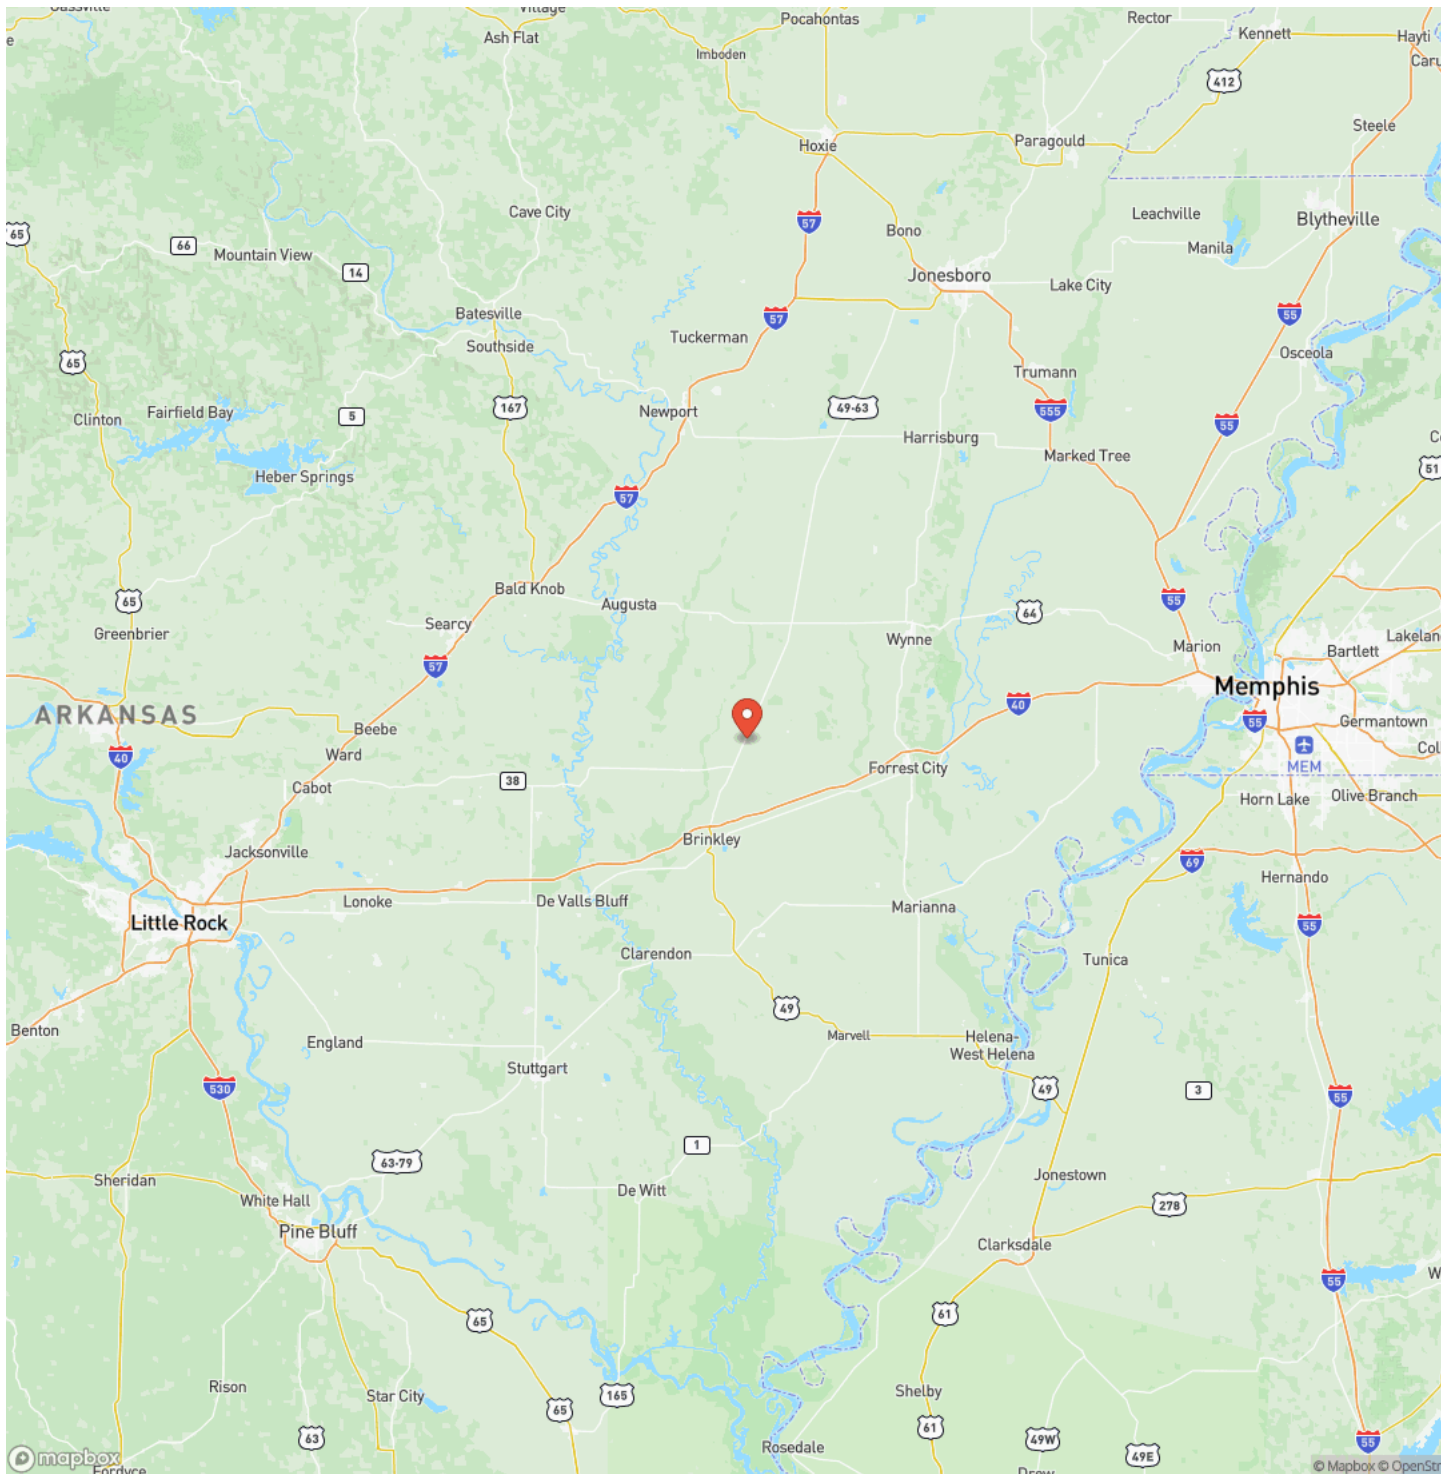 Village
Pocahontas
Rector
Kennett
Hayti
Ash Flat
Imboden
412
Steele
Hoxie
Paragould
Cave City
57
Leachville
Blytheville
65
66
Mountain View
Bono
Manila
14
Jonesboro
Lake City
Batesville
57
55
Southside
Tuckerman
Osceola
65
Trumann
Clinton
Fairfield Bay
5
167
Newport
49-63
555
55
Harrisburg
Marked Tree
51
Heber Springs
57
Bald Knob
65
Augusta
64
55
Greenbrier
Searcy
Wynne
Marion
Bartlett
57
Memphis
40
ARKANSAS
Beebe
55
Germantown
40
Ward
MEM
Forrest City
38
Cabot
Horn Lake
Olive Branch
Brinkley
Jacksonville
69
Hernando
Lonoke
De Valls Bluff
Marianna
Little Rock
55
Clarendon
Tunica
49
Benton
England
Marvell
Helena-
West Helena
Stuttgart
530
49
3
55
1
63-79
Sheridan
Jonestown
White Hall
De Witt
278
Pine Bluff
Clarksdale
55
65
61
Rison
Star City
165
Shelby
65
61
63
49W
55
Rosedale
49E
mapbox
© Mapbox © OpenStr